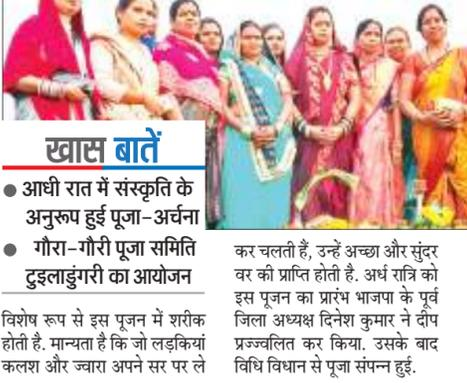 खास बातें
● आधी रात में संस्कृति के
अनुरूप हुई पूजा-अर्चना
● गौरा-गौरी पूजा समिति
टुइलाडुंगरी का आयोजन
विशेष रूप से इस पूजन में शरीक
होती है. मान्यता है कि जो लड़कियां
कलश और ज्वारा अपने सर पर ले
कर चलती हैं, उन्हें अच्छा और सुंदर
वर की प्राप्ति होती है. अर्ध रात्रि को
इस पूजन का प्रारंभ भाजपा के पूर्व
जिला अध्यक्ष दिनेश कुमार ने दीप
प्रज्ज्वलित कर किया. उसके बाद
विधि विधान से पूजा संपन्न हुई.